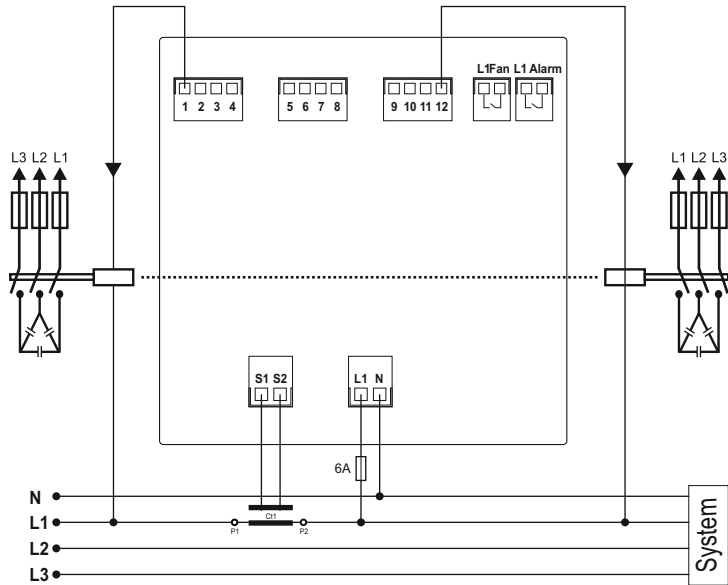 L1Fan L1 Alarm
1 2 3 4
5 6 7 8
9 10 11 12
L3 L2 L1
L1 L2 L3
S1 S2
L1 N
6A
N
L1
Ct1
P1 P2
L2
L3
System